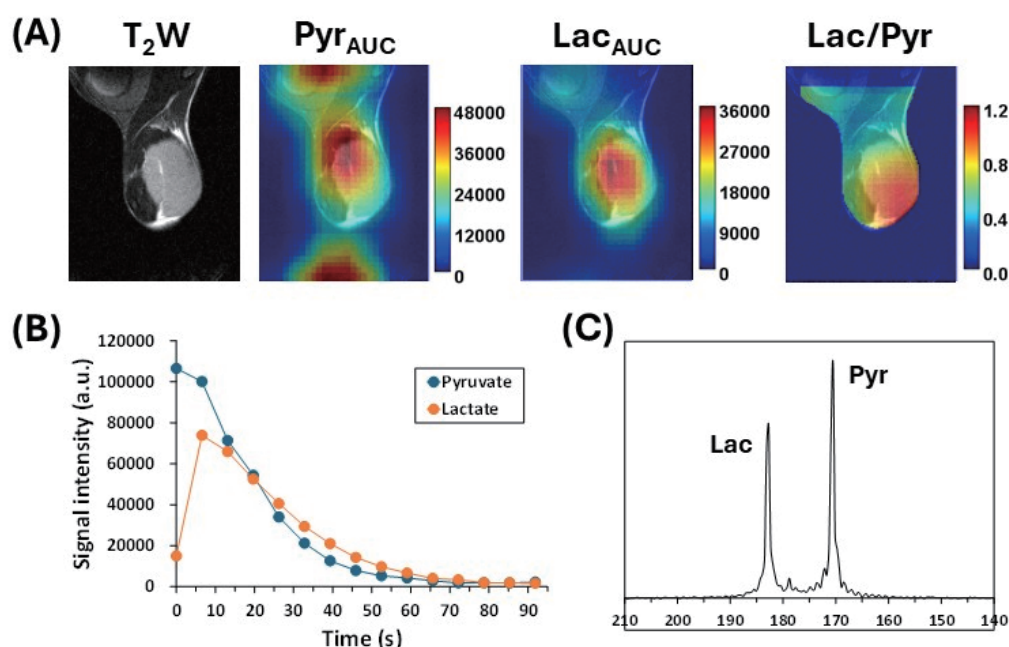 (A)
T₂W
Pyr_AUC
Lac_AUC
Lac/Pyr
48000
36000
24000
12000
0
36000
27000
18000
9000
0
1.2
0.8
0.4
0.0
(B)
120000
100000
80000
60000
40000
20000
0
Signal intensity (a.u.)
Pyruvate
Lactate
0 10 20 30 40 50 60 70 80 90
Time (s)
(C)
Lac
Pyr
210 200 190 180 170 160 150 140